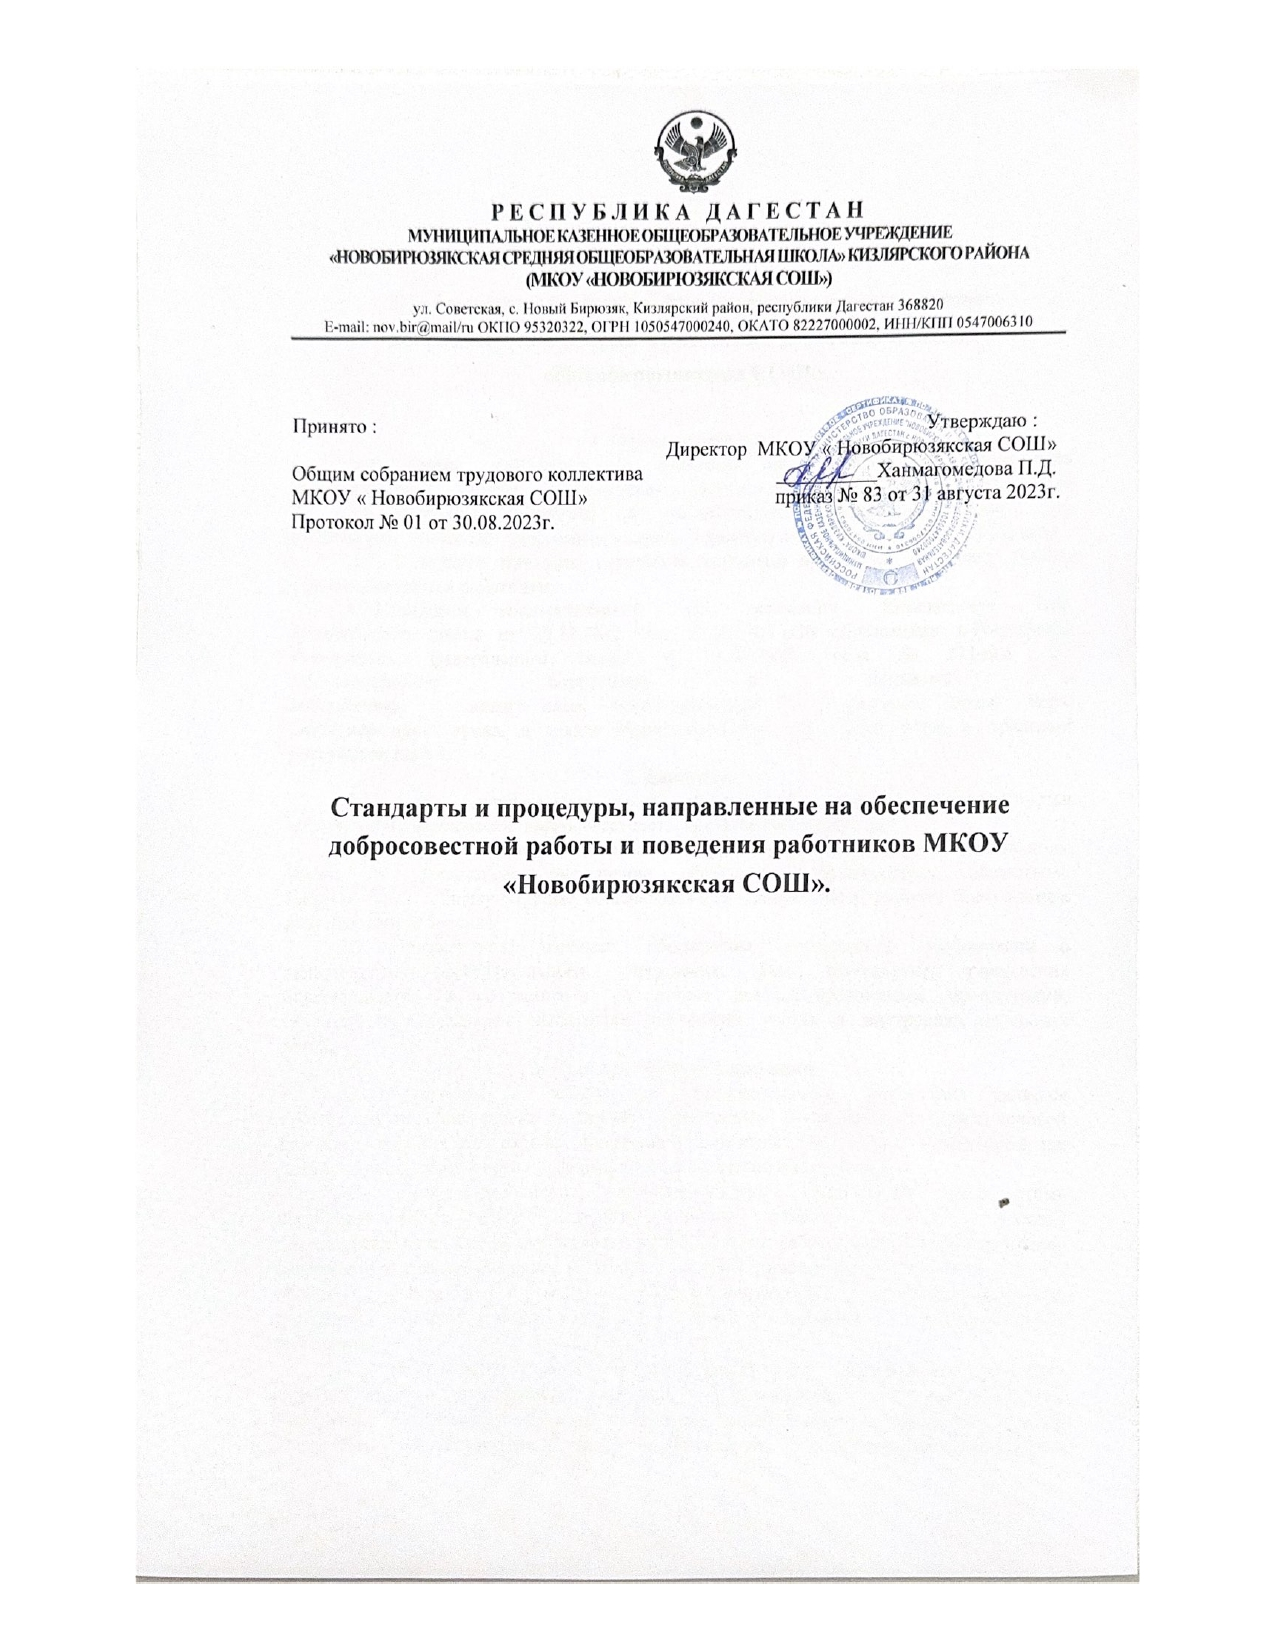 РЕСПУБЛИКА ДАГЕСТАН
МУНИЦИПАЛЬНОЕ КАЗЕННОЕ ОБЩЕОБРАЗОВАТЕЛЬНОЕ УЧРЕЖДЕНИЕ
«НОВОБИРЮЗЯКСКАЯ СРЕДНЯЯ ОБЩЕОБРАЗОВАТЕЛЬНАЯ ШКОЛА» КИЗЛЯРСКОГО РАЙОНА
(МКОУ «НОВОБИРЮЗЯКСКАЯ СОШ»)
ул. Советская, с. Новый Бирюзяк, Кизлярский район, республики Дагестан 368820
E-mail: nov.bir@mail/ru ОКПО 95320322, ОГРН 1050547000240, ОКАТО 82227000002, ИНН/КПП 0547006310
Принято :
Общим собранием трудового коллектива
МКОУ « Новобирюзякская СОШ»
Протокол № 01 от 30.08.2023г.
Утверждаю :
Директор МКОУ « Новобирюзякская СОШ»
Ханмагомедова П.Д.
приказ № 83 от 31 августа 2023г.
Стандарты и процедуры, направленные на обеспечение
добросовестной работы и поведения работников МКОУ
«Новобирюзякская СОШ».